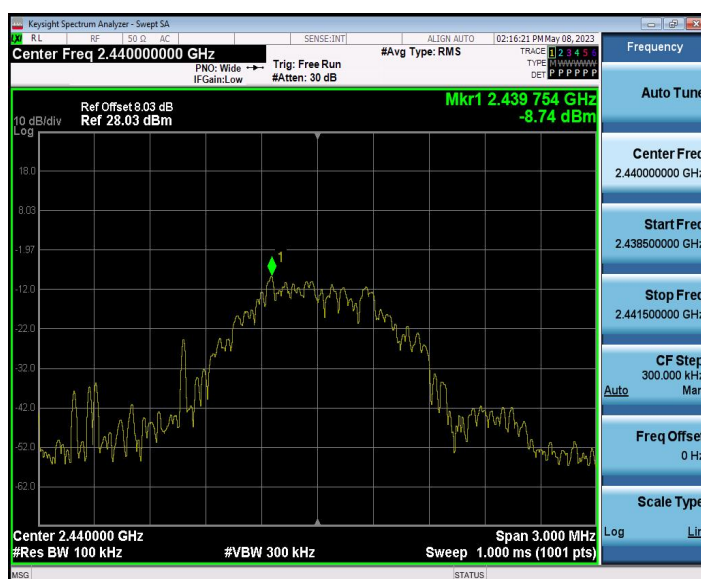 Keysight Spectrum Analyzer - Swept SA
LXI RL RF 50 Ω AC SENSE:INT ALIGN AUTO 02:16:21 PM May 08, 2023
Center Freq 2.440000000 GHz
PNO: Wide
IFGain:Low
Trig: Free Run
#Atten: 30 dB
#Avg Type: RMS
TRACE 1 2 3 4 5 6
TYPE M WWWWW
DET P P P P P P
Ref Offset 8.03 dB
Ref 28.03 dBm
10 dB/div
Log
Mkr1 2.439 754 GHz
-8.74 dBm
18.0
8.03
-1.97
-12.0
-22.0
-32.0
-42.0
-52.0
-62.0
1
Center 2.440000 GHz
Span 3.000 MHz
#Res BW 100 kHz
#VBW 300 kHz
Sweep 1.000 ms (1001 pts)
MSG STATUS
Frequency
Auto Tune
Center Freq
2.440000000 GHz
Start Freq
2.438500000 GHz
Stop Freq
2.441500000 GHz
CF Step
300.000 kHz
Auto Man
Freq Offset
0 Hz
Scale Type
Log Lin